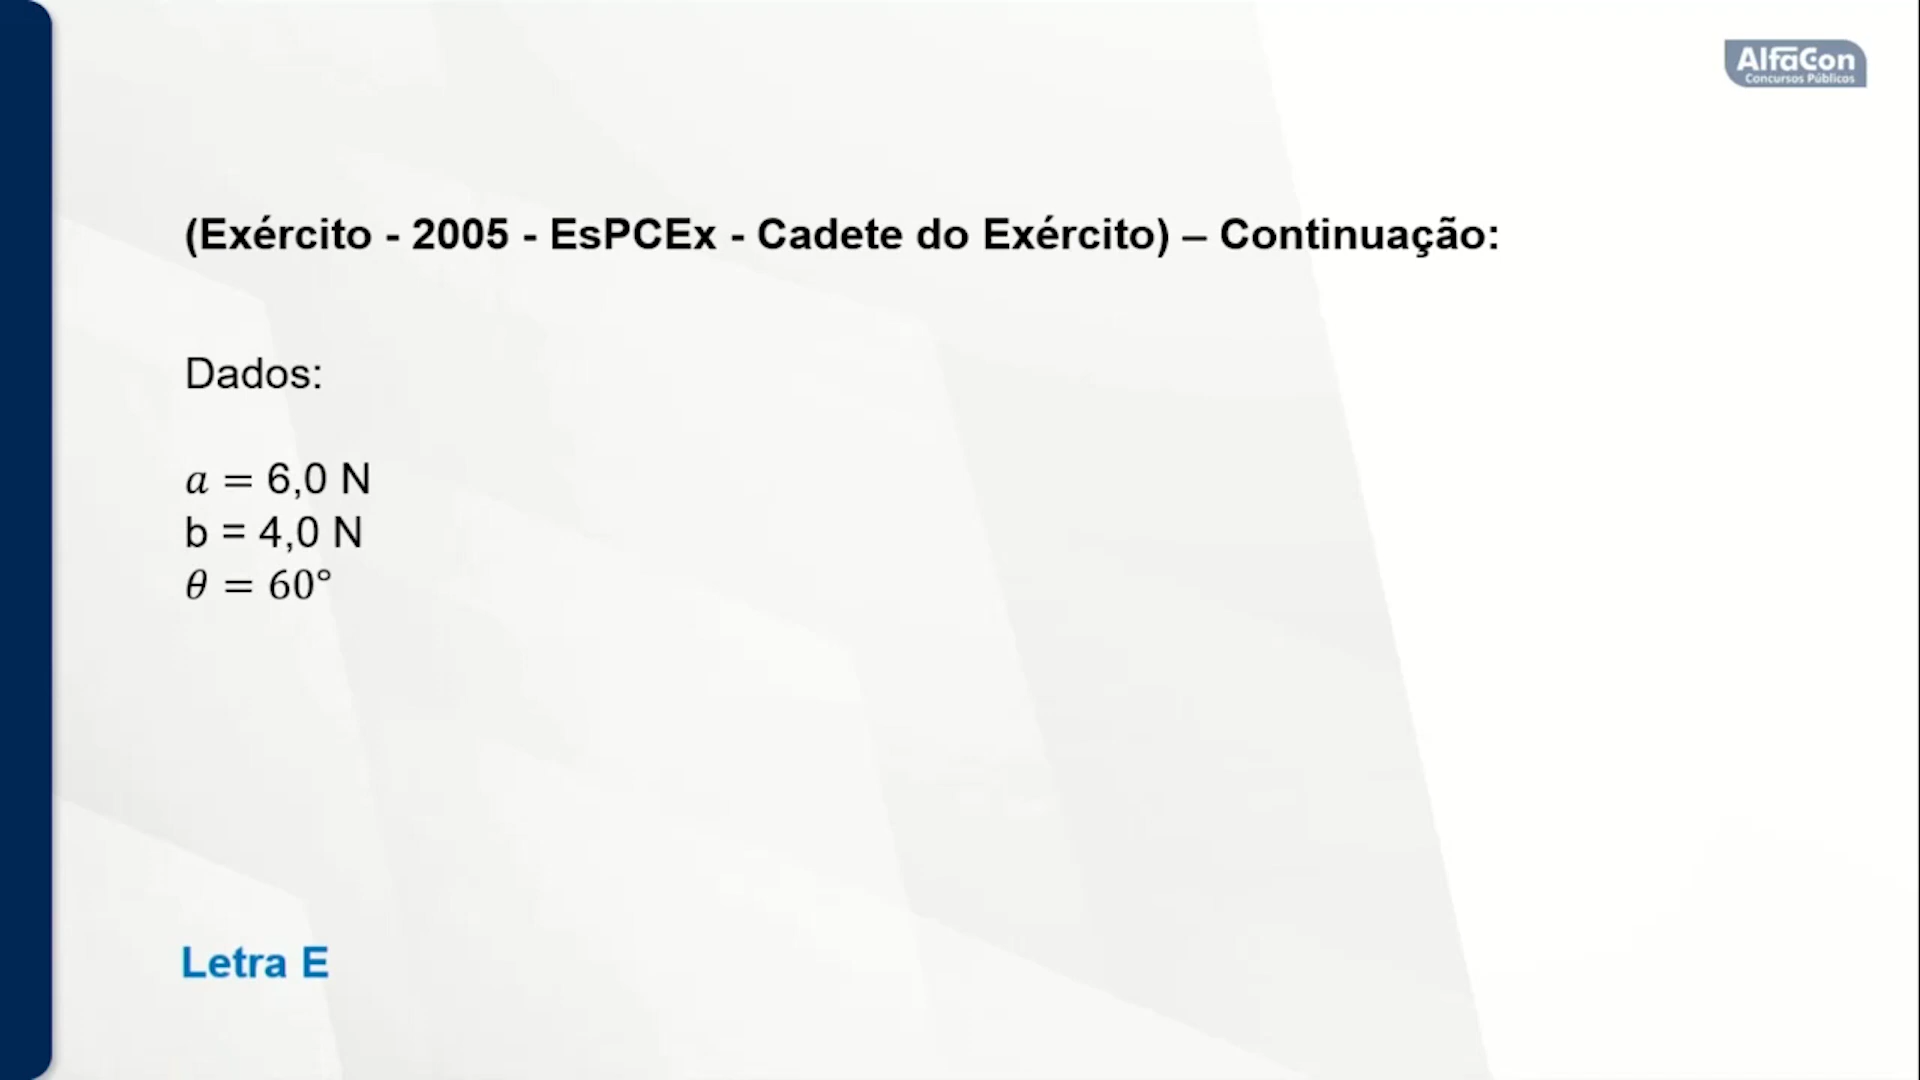 AlfaCon
Concursos Públicos
(Exército - 2005 - EsPCEx - Cadete do Exército) – Continuação:
Dados:
𝑎 = 6,0 N
b = 4,0 N
𝜃 = 60°
Letra E